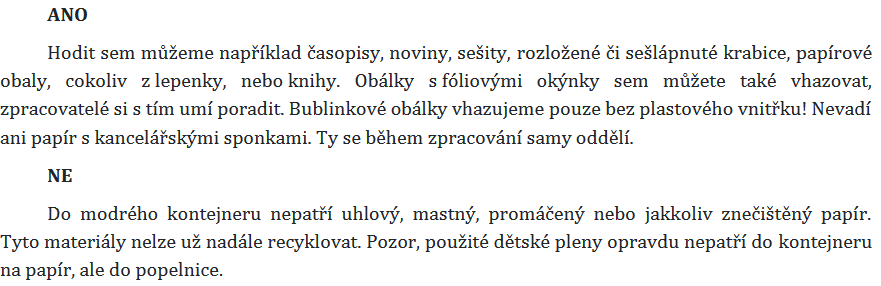 ANO
Hodit sem můžeme například časopisy, noviny, sešity, rozložené či sešlápnuté krabice, papírové
obaly, cokoliv z lepenky, nebo knihy. Obálky s fóliovými okýnky sem můžete také vhazovat,
zpracovatelé si s tím umí poradit. Bublinkové obálky vhazujeme pouze bez plastového vnitřku! Nevadí
ani papír s kancelářskými sponkami. Ty se během zpracování samy oddělí.
NE
Do modrého kontejneru nepatří uhlový, mastný, promáčený nebo jakkoliv znečištěný papír.
Tyto materiály nelze už nadále recyklovat. Pozor, použité dětské pleny opravdu nepatří do kontejneru
na papír, ale do popelnice.